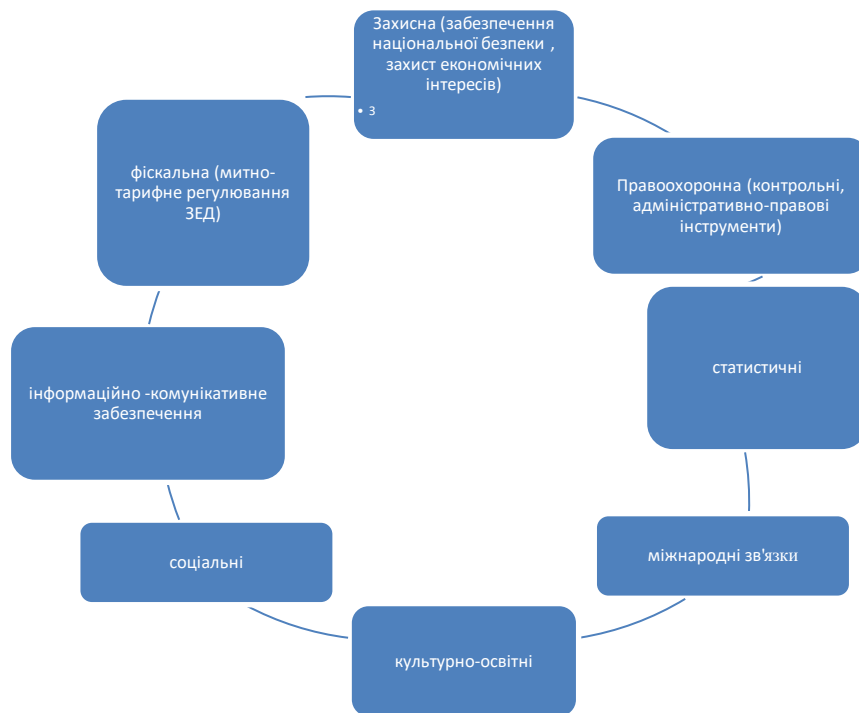 Захисна (забезпечення
національної безпеки ,
захист економічних
інтересів)
• З
Правоохоронна (контрольні,
адміністративно-правові
інструменти)
статистичні
міжнародні зв'язки
культурно-освітні
соціальні
інформаційно -комунікативне
забезпечення
фіскальна (митно-
тарифне регулювання
ЗЕД)